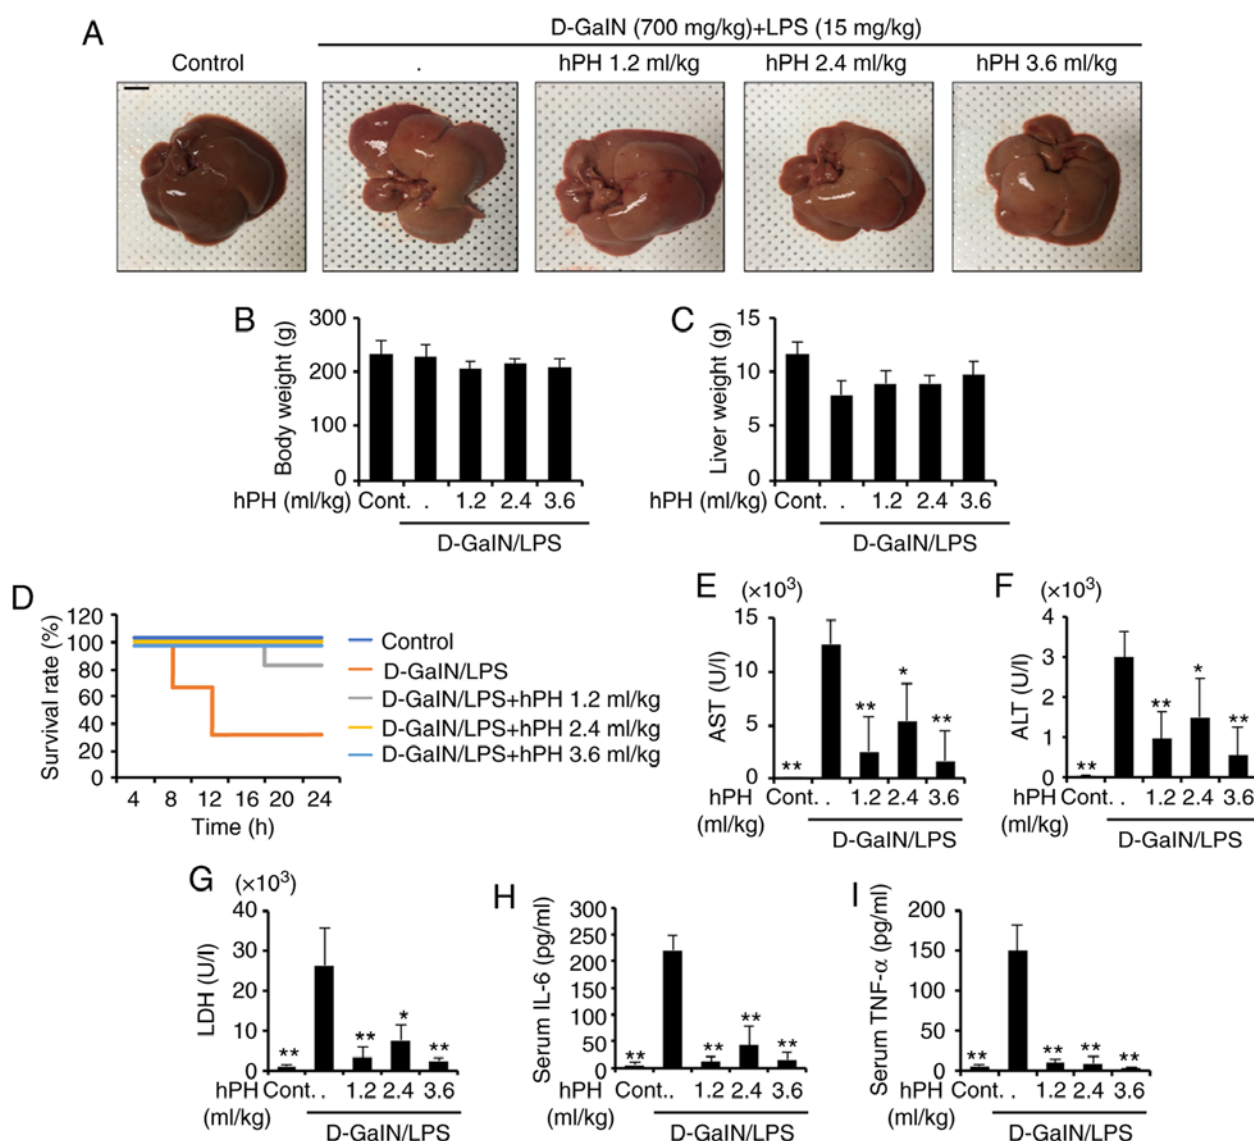 A
D-GalN (700 mg/kg)+LPS (15 mg/kg)
Control . hPH 1.2 ml/kg hPH 2.4 ml/kg hPH 3.6 ml/kg
B
Body weight (g)
300
200
100
0
hPH (ml/kg) Cont. . 1.2 2.4 3.6
D-GalN/LPS
C
Liver weight (g)
15
10
5
0
hPH (ml/kg) Cont. . 1.2 2.4 3.6
D-GalN/LPS
D
Survival rate (%)
120
100
80
60
40
20
0
4 8 12 16 20 24
Time (h)
Control
D-GalN/LPS
D-GalN/LPS+hPH 1.2 ml/kg
D-GalN/LPS+hPH 2.4 ml/kg
D-GalN/LPS+hPH 3.6 ml/kg
E
(×10³)
AST (U/l)
15
10
5
0
** ** * **
hPH Cont. . 1.2 2.4 3.6
(ml/kg)
D-GalN/LPS
F
(×10³)
ALT (U/l)
4
3
2
1
0
** ** * **
hPH Cont. . 1.2 2.4 3.6
(ml/kg)
D-GalN/LPS
G
(×10³)
LDH (U/l)
40
30
20
10
0
** ** * **
hPH Cont. . 1.2 2.4 3.6
(ml/kg)
D-GalN/LPS
H
Serum IL-6 (pg/ml)
300
250
200
150
100
50
0
** ** ** **
hPH Cont. . 1.2 2.4 3.6
(ml/kg)
D-GalN/LPS
I
Serum TNF-α (pg/ml)
200
150
100
50
0
** ** ** **
hPH Cont. . 1.2 2.4 3.6
(ml/kg)
D-GalN/LPS